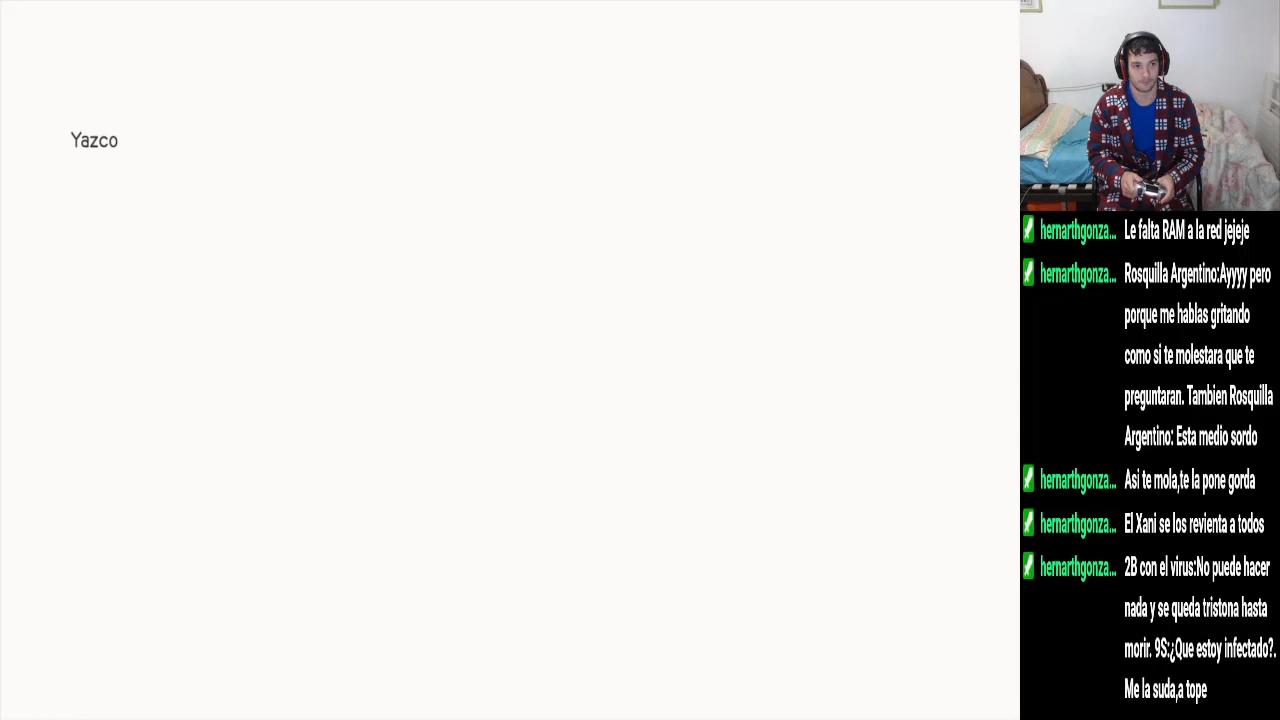 Yazco
hernarthgonza... Le falta RAM a la red jejeje
hernarthgonza... Rosquilla Argentino:Ayyyy pero
porque me hablas gritando
como si te molestara que te
preguntaran. Tambien Rosquilla
Argentino: Esta medio sordo
hernarthgonza... Asi te mola,te la pone gorda
hernarthgonza... El Xani se los revienta a todos
hernarthgonza... 2B con el virus:No puede hacer
nada y se queda tristona hasta
morir. 9S:¿Que estoy infectado?.
Me la suda,a tope